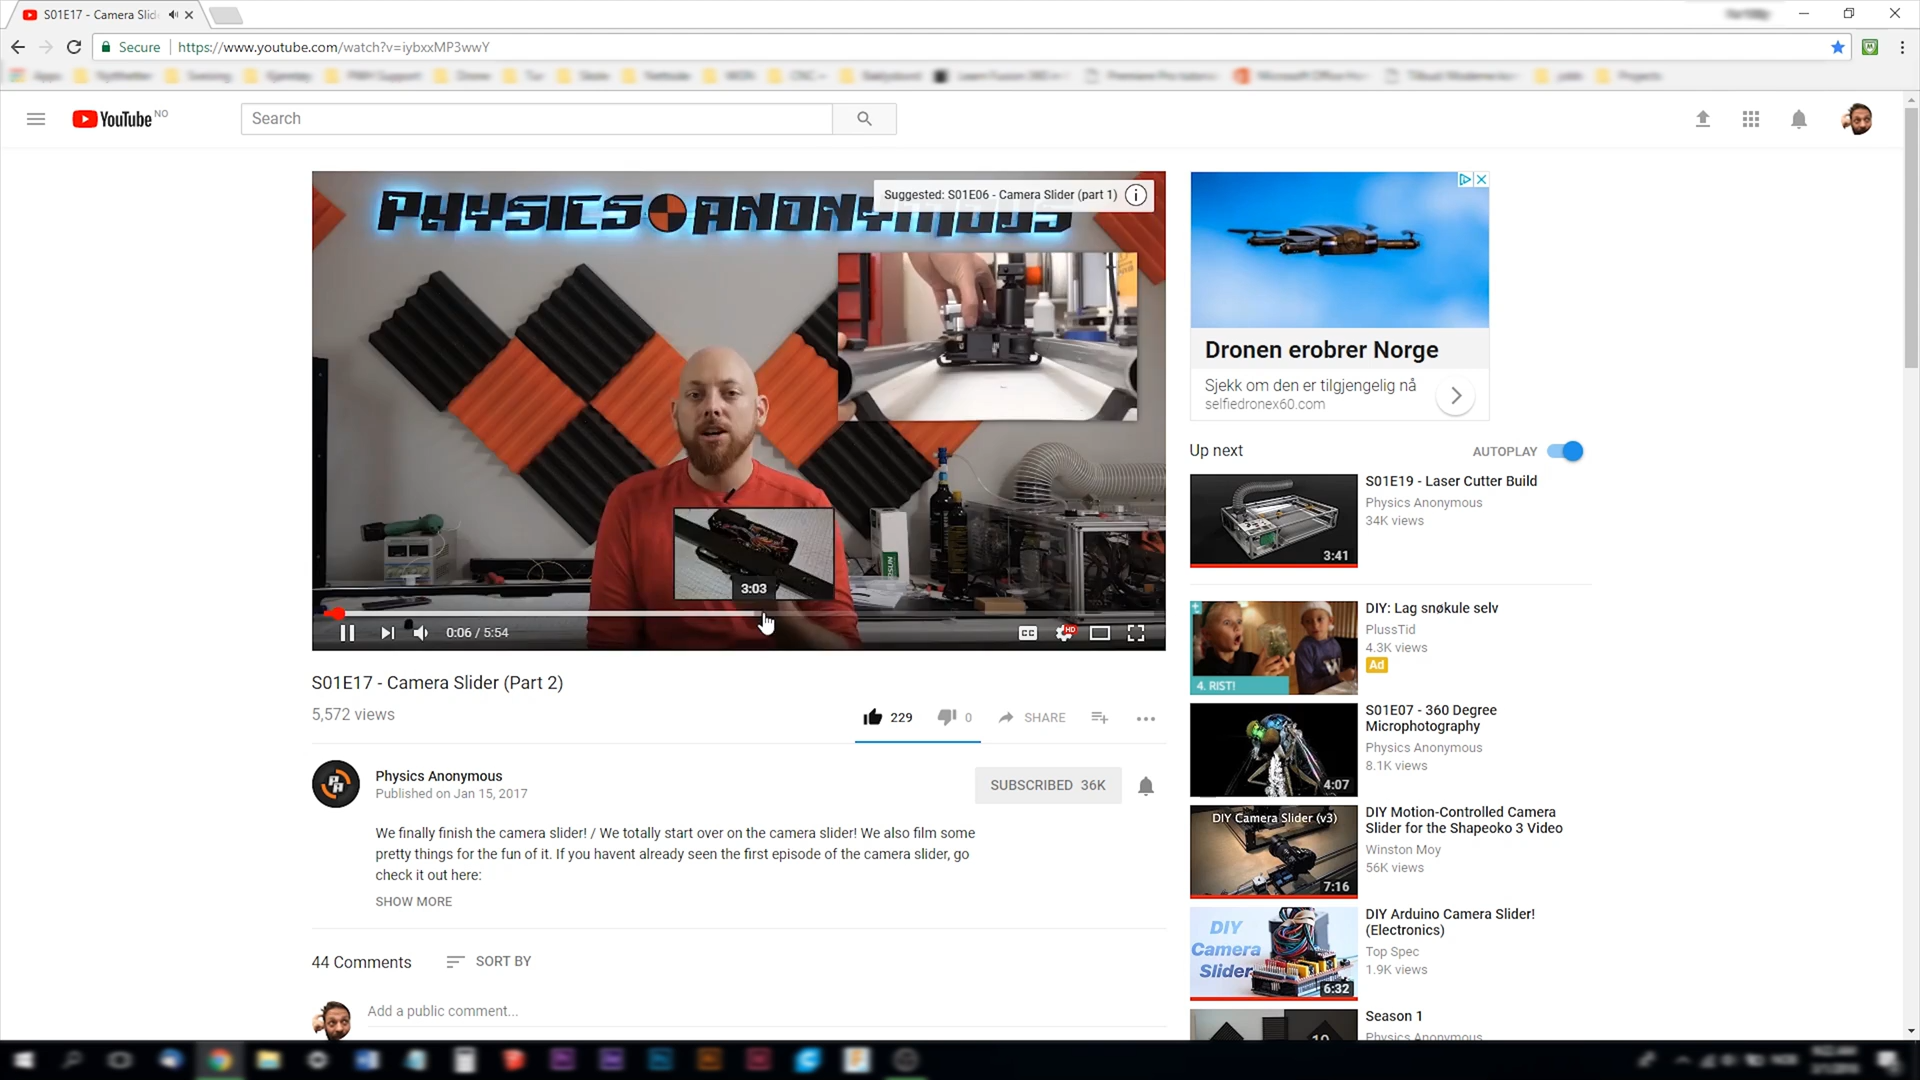 S01E17 - Camera Slid
Secure
https://www.youtube.com/watch?v=iybxxMP3wwY
Apps
YouTube NO
Search
PHYSICS ANONYMOUS
Suggested: S01E06 - Camera Slider (part 1)
3:03
0:06 / 5:54
CC
HD
S01E17 - Camera Slider (Part 2)
5,572 views
229
0
SHARE
Physics Anonymous
Published on Jan 15, 2017
SUBSCRIBED 36K
We finally finish the camera slider! / We totally start over on the camera slider! We also film some
pretty things for the fun of it. If you havent already seen the first episode of the camera slider, go
check it out here:
SHOW MORE
44 Comments
SORT BY
Add a public comment...
Dronen erobrer Norge
Sjekk om den er tilgjengelig nå
selfiedronex60.com
Up next
AUTOPLAY
3:41
S01E19 - Laser Cutter Build
Physics Anonymous
34K views
4. RIST!
DIY: Lag snøkule selv
PlussTid
4.3K views
Ad
4:07
S01E07 - 360 Degree
Microphotography
Physics Anonymous
8.1K views
DIY Camera Slider (v3)
7:16
DIY Motion-Controlled Camera
Slider for the Shapeoko 3 Video
Winston Moy
56K views
DIY
Camera
Slider
6:32
DIY Arduino Camera Slider!
(Electronics)
Top Spec
1.9K views
Season 1
Physics Anonymous